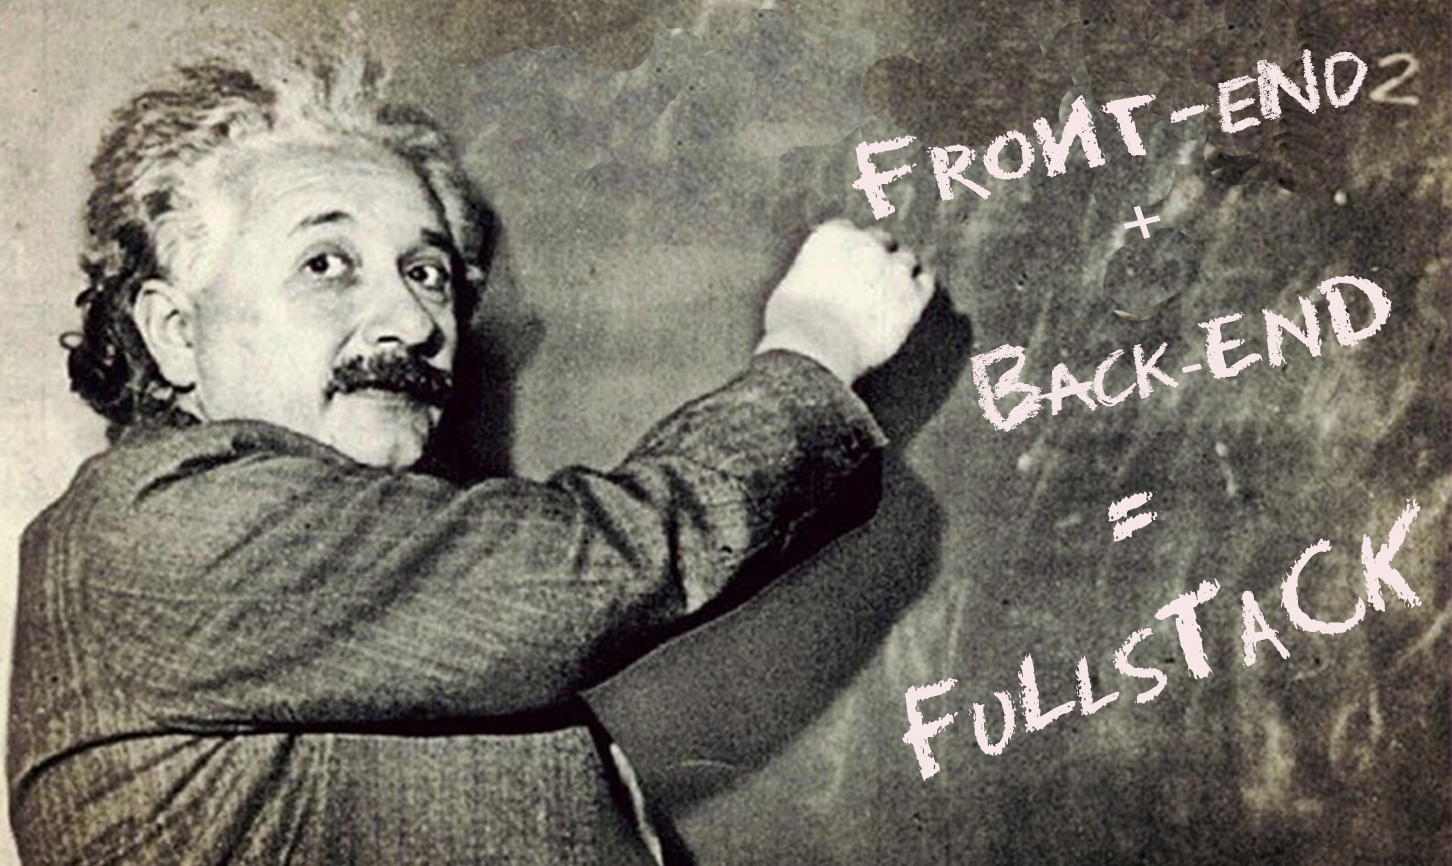 FRONT-END2
+
BACK-END
=
FULLSTACK